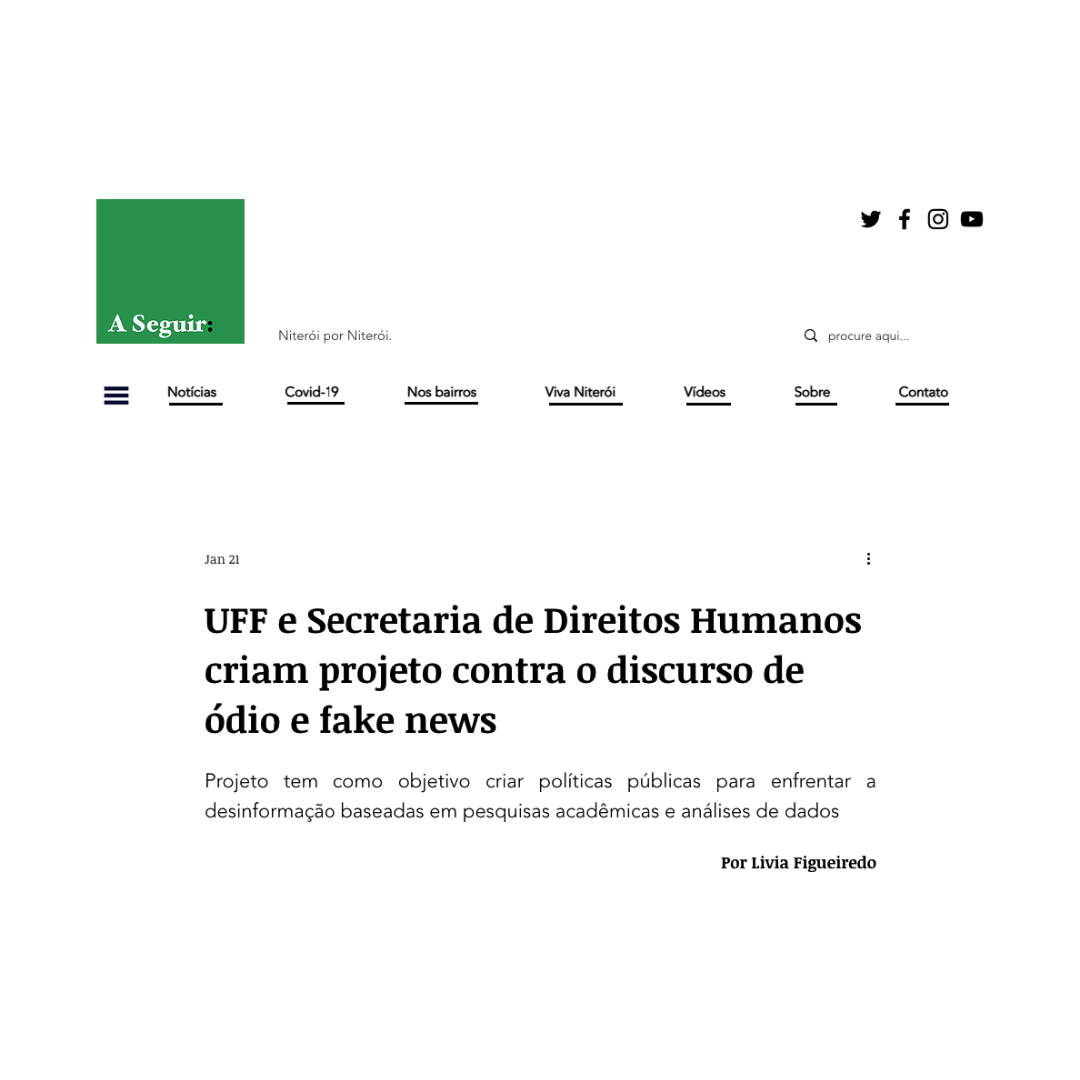 A Seguir:
Niterói por Niterói.
procure aqui...
Notícias
Covid-19
Nos bairros
Viva Niterói
Vídeos
Sobre
Contato
Jan 21
UFF e Secretaria de Direitos Humanos
criam projeto contra o discurso de
ódio e fake news
Projeto tem como objetivo criar políticas públicas para enfrentar a
desinformação baseadas em pesquisas acadêmicas e análises de dados
Por Livia Figueiredo